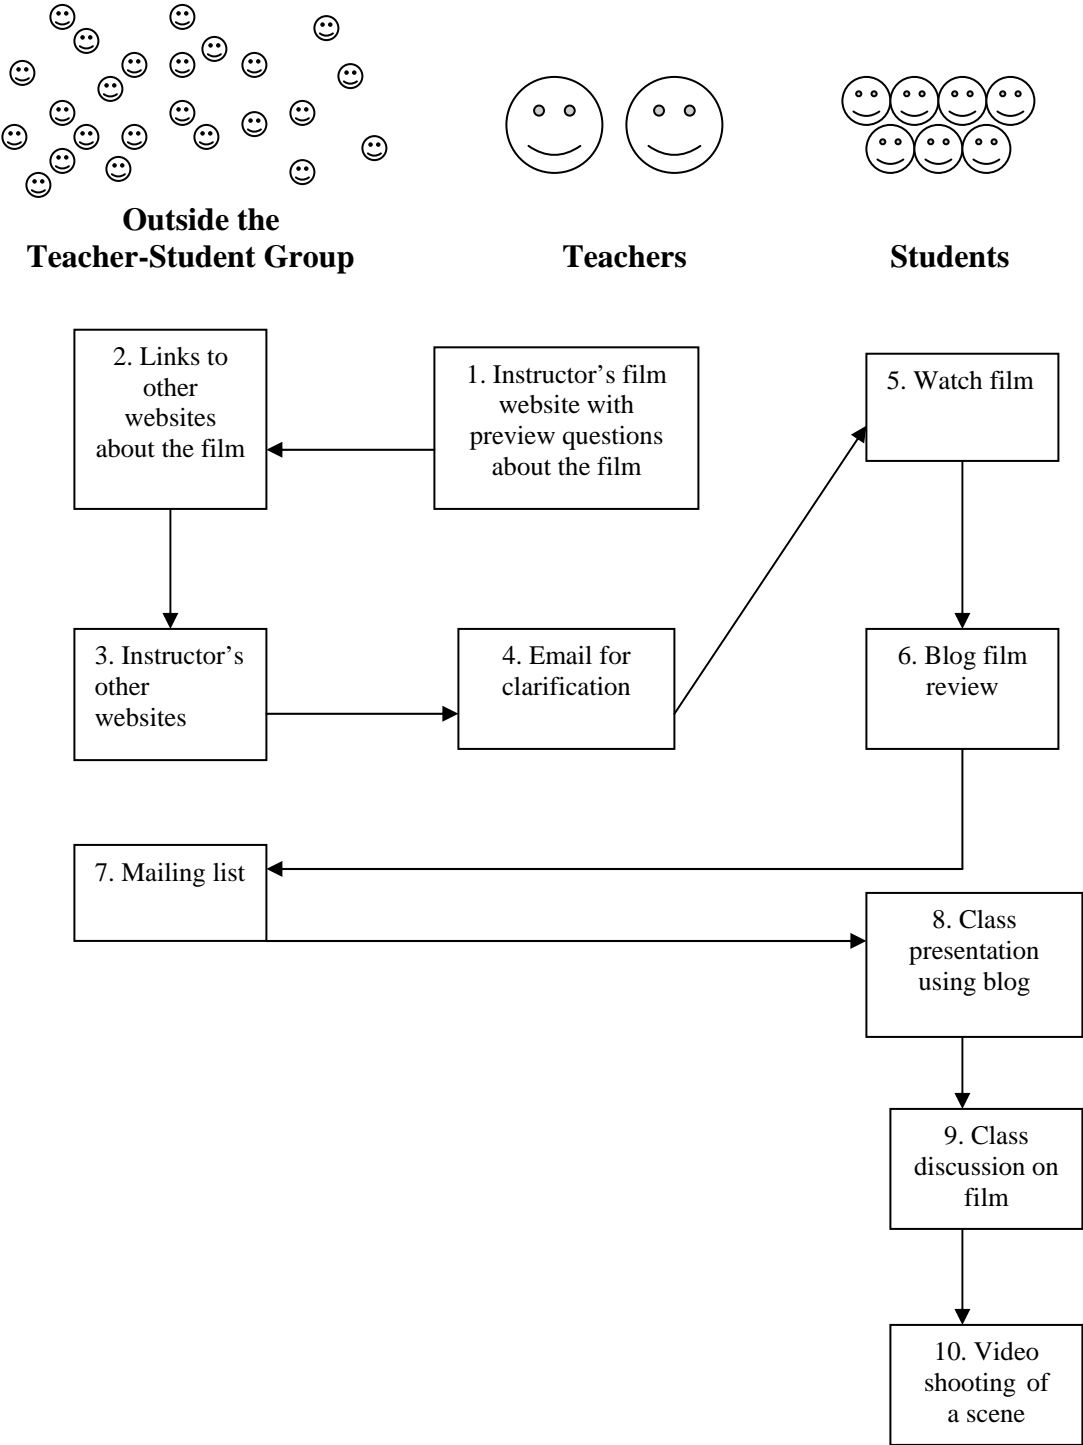 Outside the
Teacher-Student Group
Teachers
Students
2. Links to
other
websites
about the film
1. Instructor's film
website with
preview questions
about the film
5. Watch film
3. Instructor's
other
websites
4. Email for
clarification
6. Blog film
review
7. Mailing list
8. Class
presentation
using blog
9. Class
discussion on
film
10. Video
shooting of
a scene